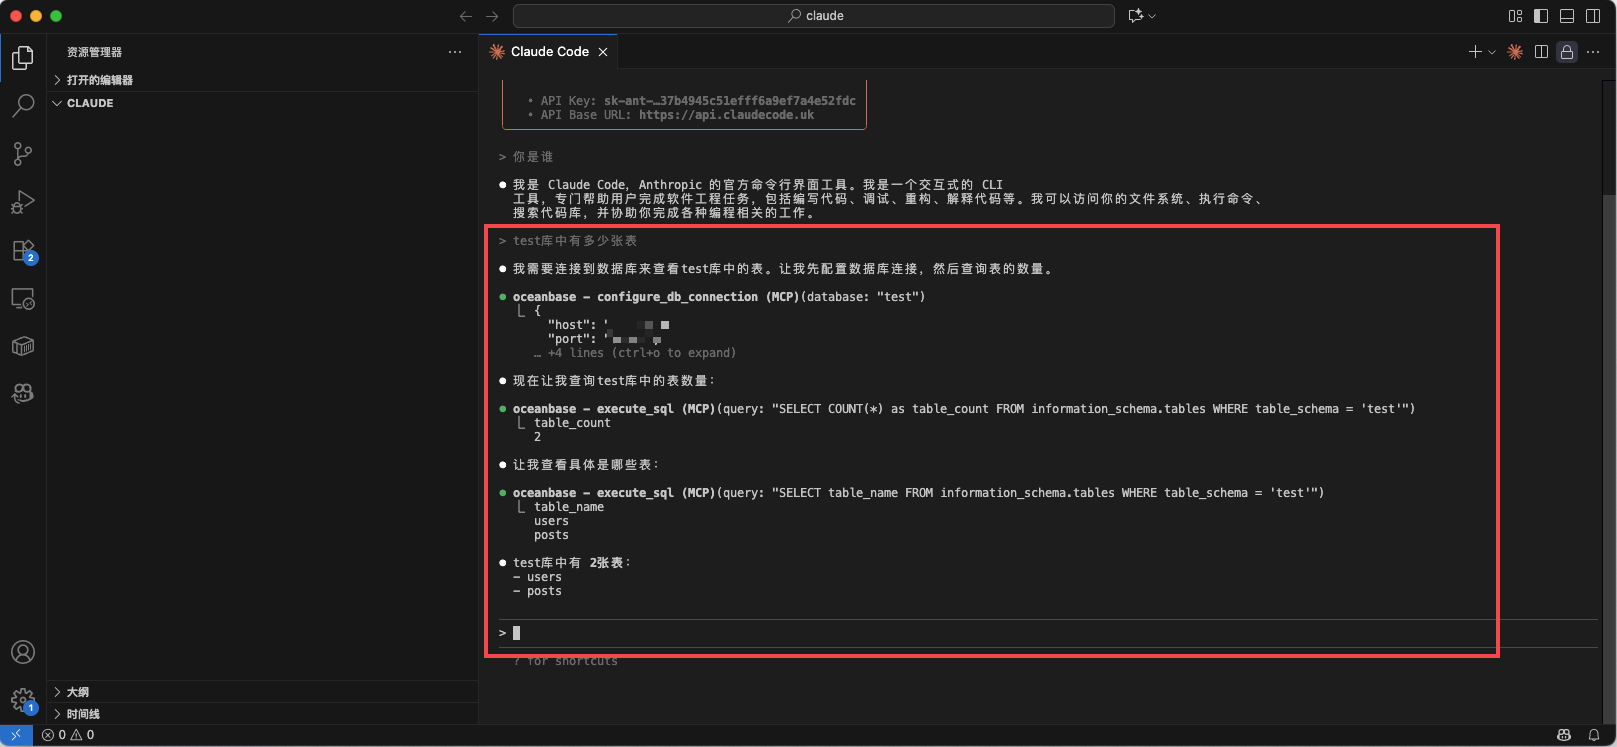 claude
资源管理器
打开的编辑器
CLAUDE
Claude Code
• API Key: sk-ant-…37b4945c51efff6a9ef7a4e52fdc
• API Base URL: https://api.claudecode.uk
> 你是谁
● 我是 Claude Code, Anthropic 的官方命令行界面工具。我是一个交互式的 CLI
工具，专门帮助用户完成软件工程任务，包括编写代码、调试、重构、解释代码等。我可以访问你的文件系统、执行命令、
搜索代码库，并协助你完成各种编程相关的工作。
> test库中有多少张表
● 我需要连接到数据库来查看test库中的表。让我先配置数据库连接，然后查询表的数量。
● oceanbase - configure_db_connection (MCP)(database: "test")
{
"host": '
"port": '
… +4 lines (ctrl+o to expand)
● 现在让我查询test库中的表数量：
● oceanbase - execute_sql (MCP)(query: "SELECT COUNT(*) as table_count FROM information_schema.tables WHERE table_schema = 'test'")
table_count
2
● 让我查看具体是哪些表：
● oceanbase - execute_sql (MCP)(query: "SELECT table_name FROM information_schema.tables WHERE table_schema = 'test'")
table_name
users
posts
● test库中有 2张表：
- users
- posts
>
? for shortcuts
2
大纲
1
时间线
0 0